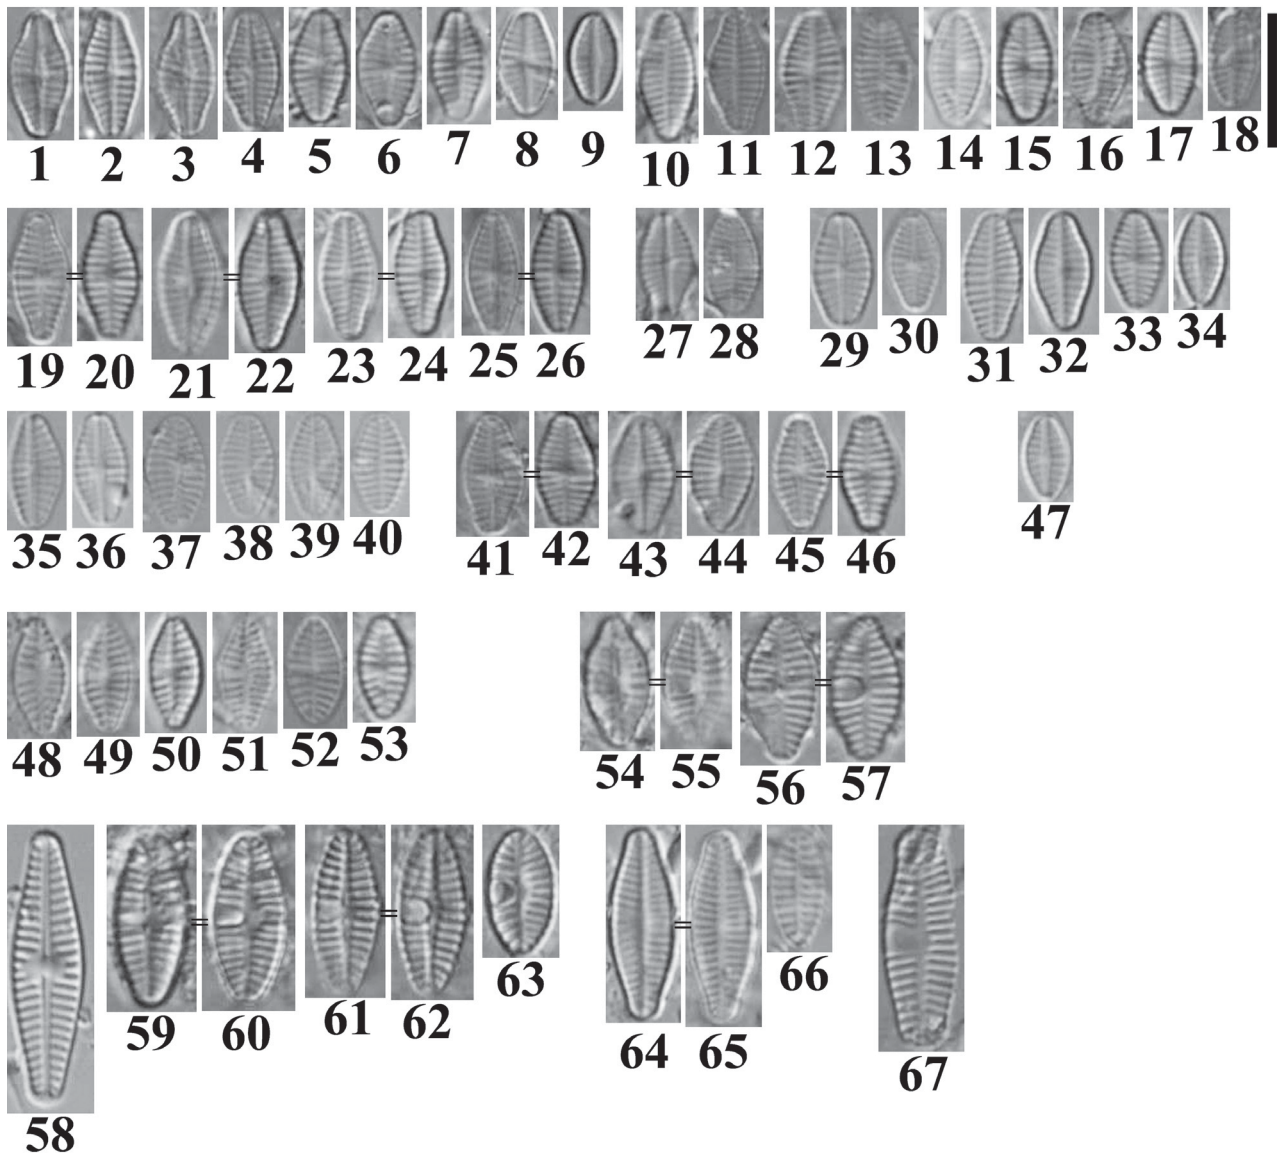 1 2 3 4 5 6 7 8 9 10 11 12 13 14 15 16 17 18
19 = 20 21 = 22 23 = 24 25 = 26 27 28 29 30 31 32 33 34
35 36 37 38 39 40 41 = 42 43 = 44 45 = 46 47
48 49 50 51 52 53 54 = 55 56 = 57
58 59 = 60 61 = 62 63 64 = 65 66 67